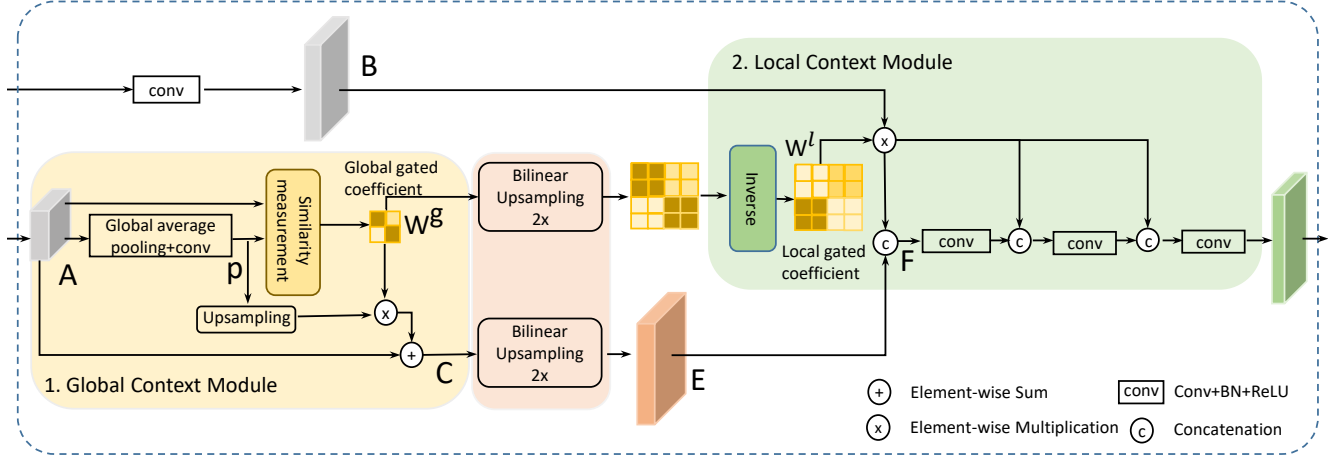 conv
B
2. Local Context Module
Global gated
coefficient
W^g
Bilinear
Upsampling
2x
Inverse
W^l
Local gated
coefficient
Global average
pooling+conv
Similarity
measurement
A
p
Upsampling
x
+
C
1. Global Context Module
Bilinear
Upsampling
2x
E
x
c
F
conv
c
conv
c
conv
+ Element-wise Sum
conv Conv+BN+ReLU
x Element-wise Multiplication
c Concatenation